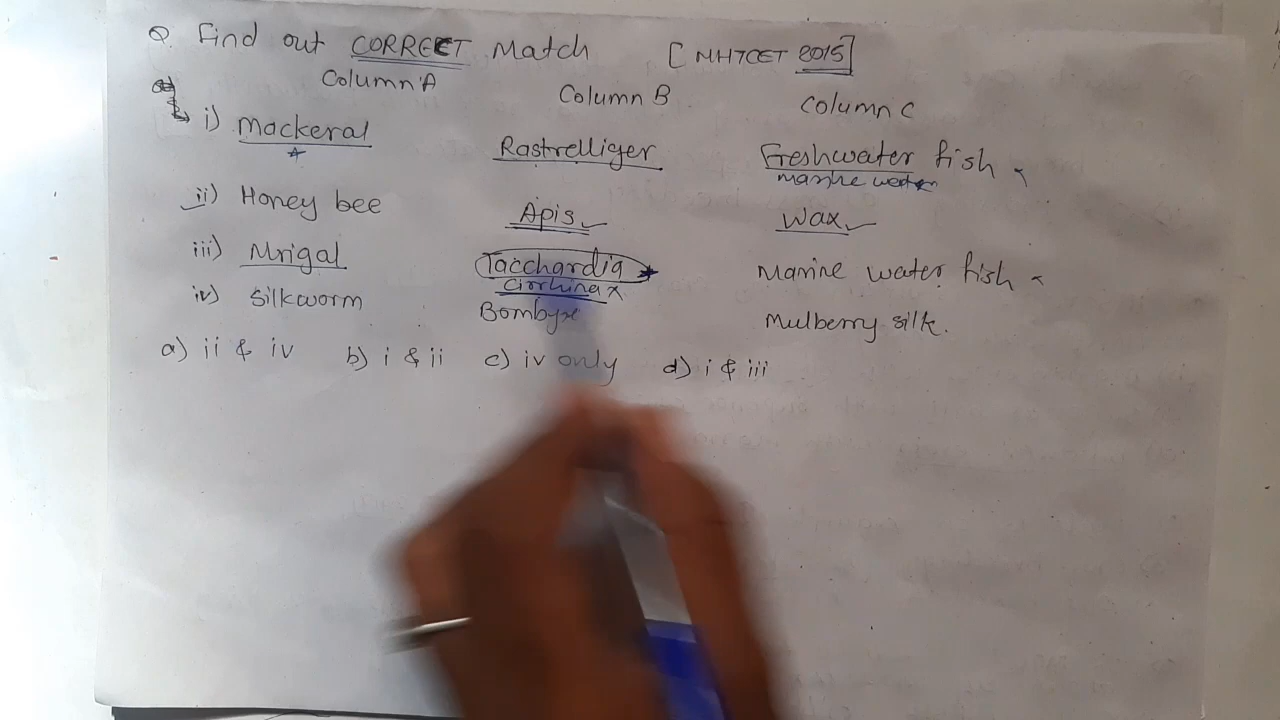 Q. Find out CORRECT Match [MHTCET 2015]
Column A Column B Column C
i) mackeral Rastrelliger Freshwater fish
marine water
ii) Honey bee Apis Wax
iii) Mrigal Tacchardia Marine water fish
Cirrhina
iv) Silkworm Bombyx Mulberry silk.
a) ii & iv b) i & ii c) iv only d) i & iii